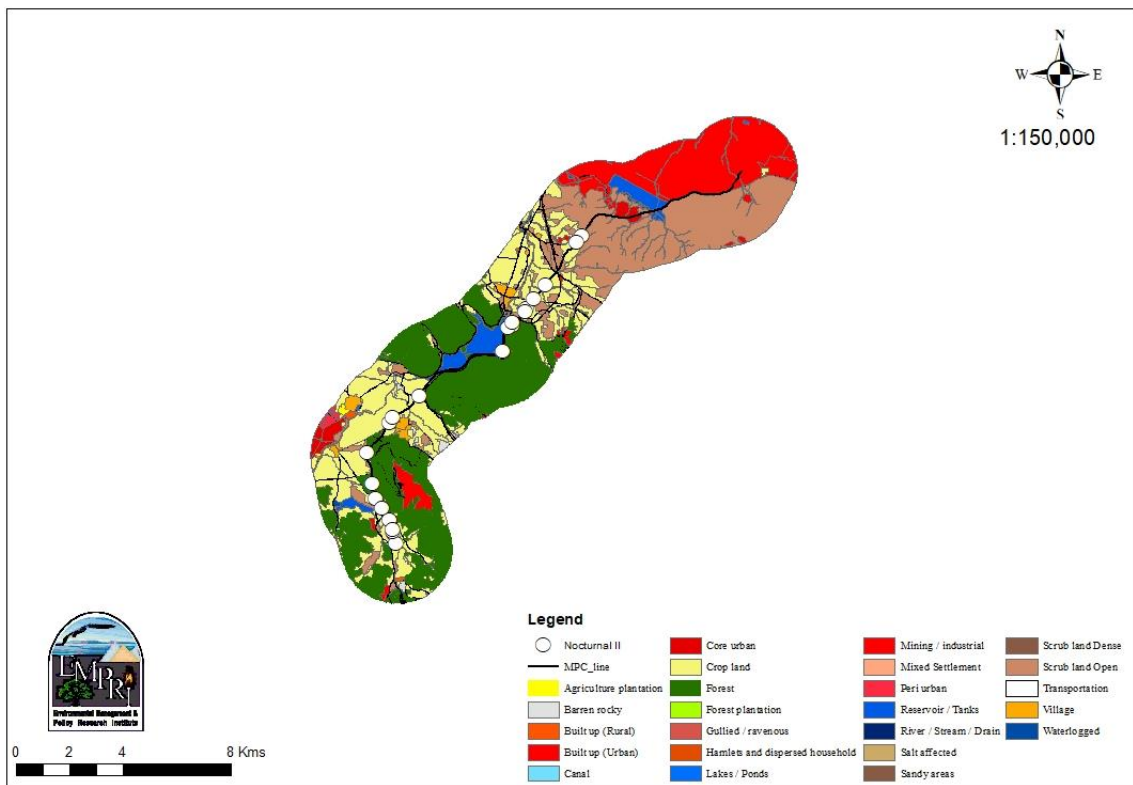 N
W E
S
1:150,000
Legend
Nocturnal II
MPC_line
Agriculture plantation
Barren rocky
Built up (Rural)
Built up (Urban)
Canal
Core urban
Crop land
Forest
Forest plantation
Gullied / ravenous
Hamlets and dispersed household
Lakes / Ponds
Mining / industrial
Mixed Settlement
Peri urban
Reservoir / Tanks
River / Stream / Drain
Salt affected
Sandy areas
Scrub land Dense
Scrub land Open
Transportation
Village
Waterlogged
EMPRI
Environmental Management &
Policy Research Institute
0 2 4 8 Kms